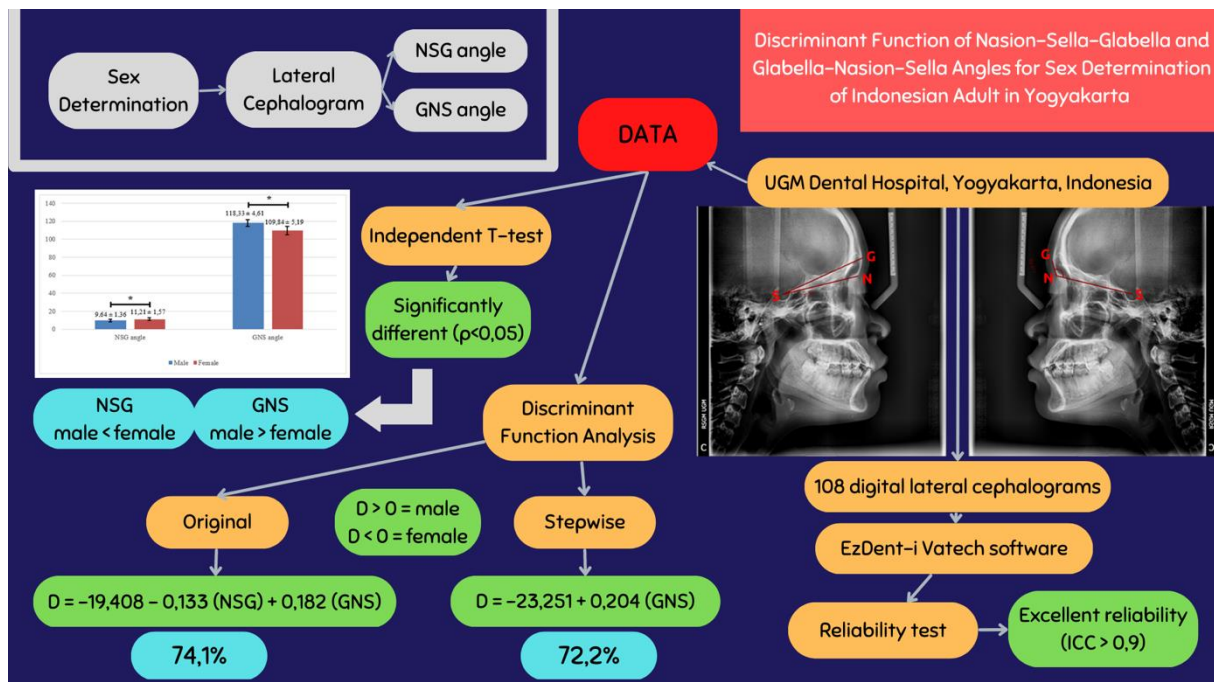 Discriminant Function of Nasion-Sella-Glabella and
Glabella-Nasion-Sella Angles for Sex Determination
of Indonesian Adult in Yogyakarta
Sex
Determination
Lateral
Cephalogram
NSG angle
GNS angle
DATA
UGM Dental Hospital, Yogyakarta, Indonesia
140
120
100
80
60
40
20
0
*
9,64 ± 1,36
11,21 ± 1,57
*
118,33 ± 4,61
109,84 ± 5,19
NSG angle
GNS angle
Male
Female
Independent T-test
Significantly
different (p<0,05)
NSG
male < female
GNS
male > female
Discriminant
Function Analysis
Original
D > 0 = male
D < 0 = female
Stepwise
D = -19,408 - 0,133 (NSG) + 0,182 (GNS)
D = -23,251 + 0,204 (GNS)
74,1%
72,2%
G
N
S
RSGM UGM
C
G
N
S
RSGM UGM
C
108 digital lateral cephalograms
EzDent-i Vatech software
Reliability test
Excellent reliability
(ICC > 0,9)